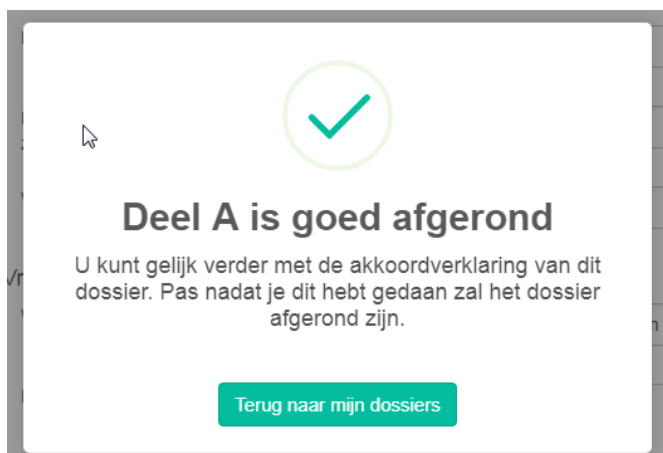 Deel A is goed afgerond
U kunt gelijk verder met de akkoordverklaring van dit
dossier. Pas nadat je dit hebt gedaan zal het dossier
afgerond zijn.
Terug naar mijn dossiers